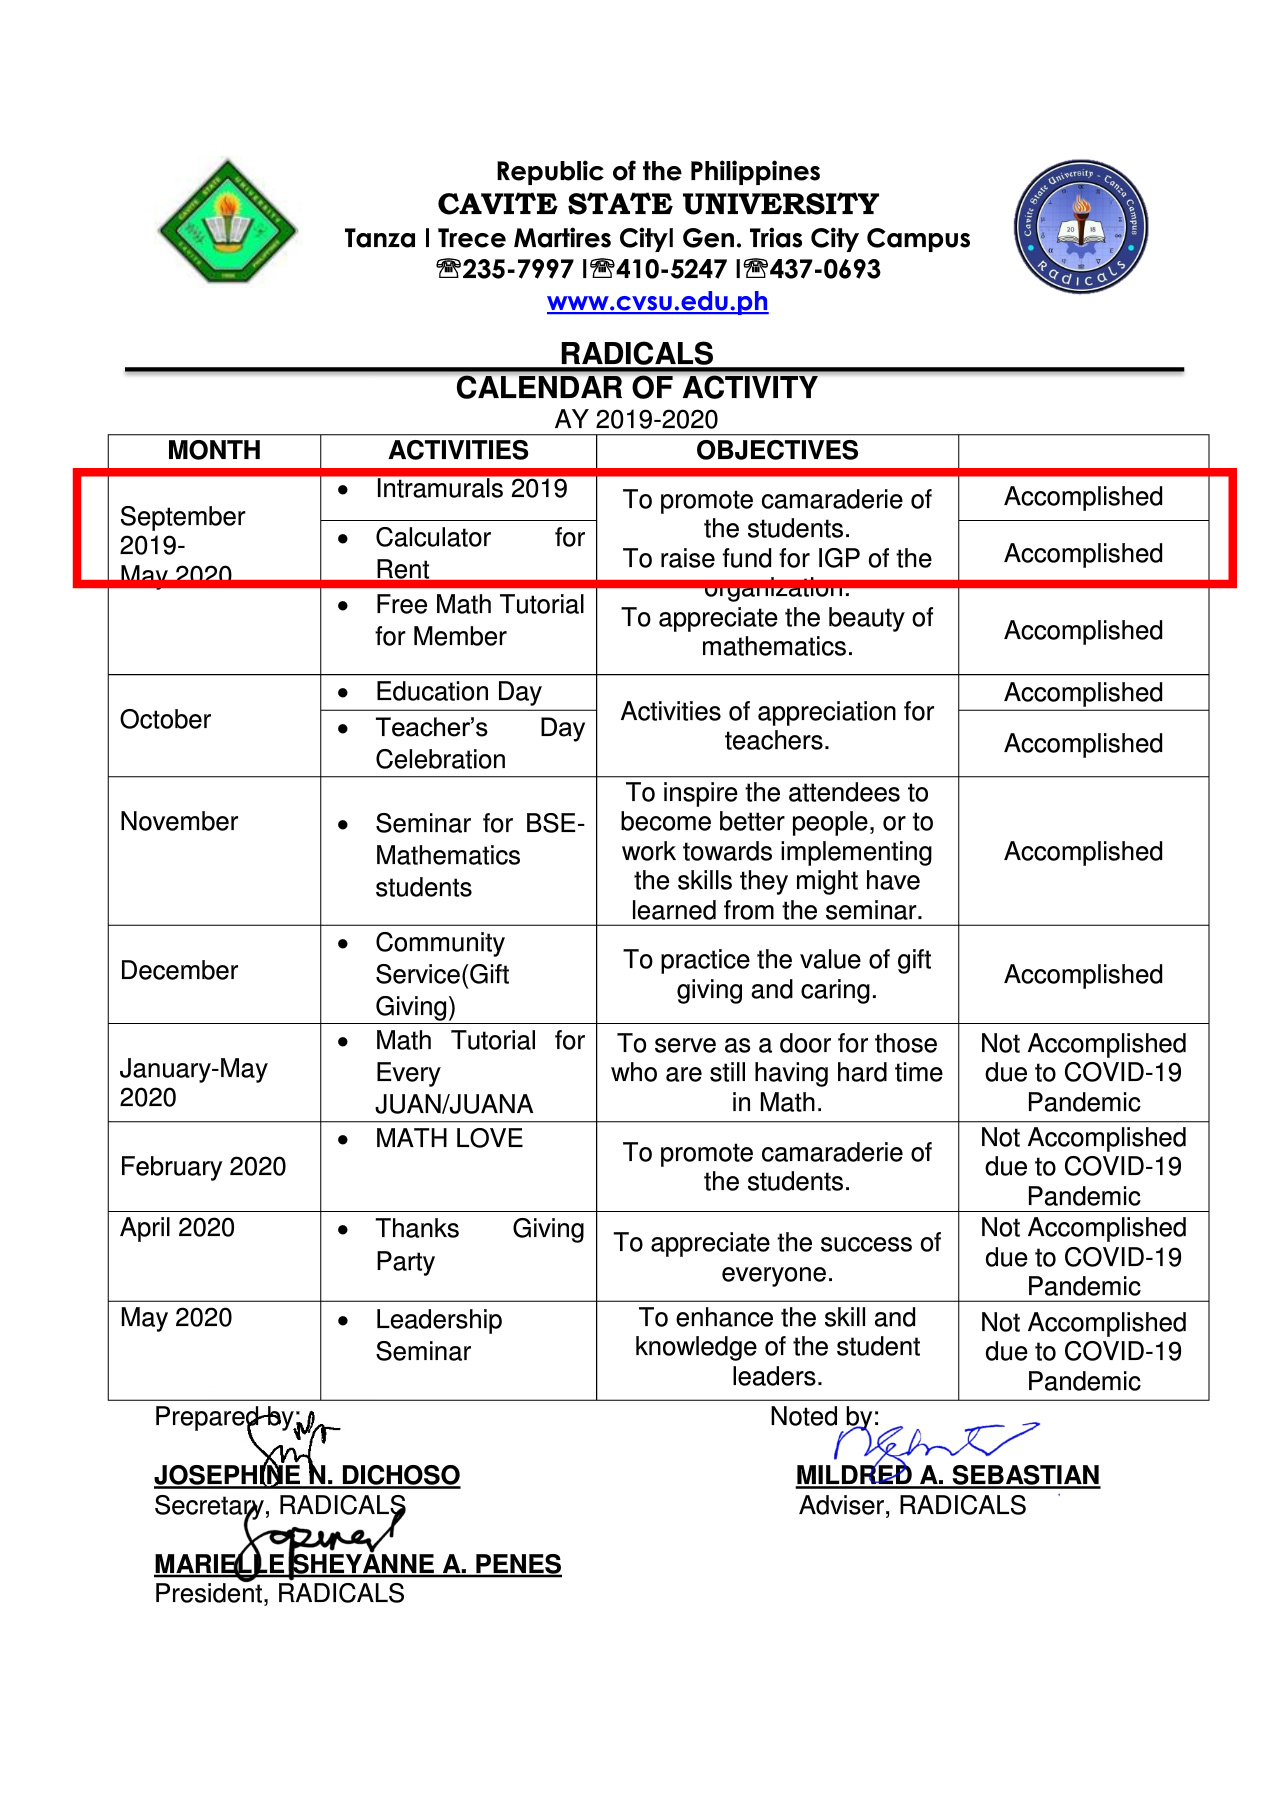 Republic of the Philippines
CAVITE STATE UNIVERSITY
Tanza | Trece Martires City| Gen. Trias City Campus
☏235-7997 |☏410-5247 |☏437-0693
www.cvsu.edu.ph
Cavite State University - Tanza Campus
20 18
Radicals
RADICALS
CALENDAR OF ACTIVITY
AY 2019-2020
MONTH ACTIVITIES OBJECTIVES
September
2019-
May 2020
• Intramurals 2019
• Calculator for
Rent
• Free Math Tutorial
for Member
To promote camaraderie of
the students.
To raise fund for IGP of the
organization.
To appreciate the beauty of
mathematics.
Accomplished
Accomplished
Accomplished
October
• Education Day
• Teacher’s Day
Celebration
Activities of appreciation for
teachers.
Accomplished
Accomplished
November
• Seminar for BSE-
Mathematics
students
To inspire the attendees to
become better people, or to
work towards implementing
the skills they might have
learned from the seminar.
Accomplished
December
• Community
Service(Gift
Giving)
To practice the value of gift
giving and caring.
Accomplished
January-May
2020
• Math Tutorial for
Every
JUAN/JUANA
To serve as a door for those
who are still having hard time
in Math.
Not Accomplished
due to COVID-19
Pandemic
February 2020
• MATH LOVE
To promote camaraderie of
the students.
Not Accomplished
due to COVID-19
Pandemic
April 2020
• Thanks Giving
Party
To appreciate the success of
everyone.
Not Accomplished
due to COVID-19
Pandemic
May 2020
• Leadership
Seminar
To enhance the skill and
knowledge of the student
leaders.
Not Accomplished
due to COVID-19
Pandemic
Prepared by:
JOSEPHINE N. DICHOSO
Secretary, RADICALS
MARIELLE SHEYANNE A. PENES
President, RADICALS
Noted by:
MILDRED A. SEBASTIAN
Adviser, RADICALS